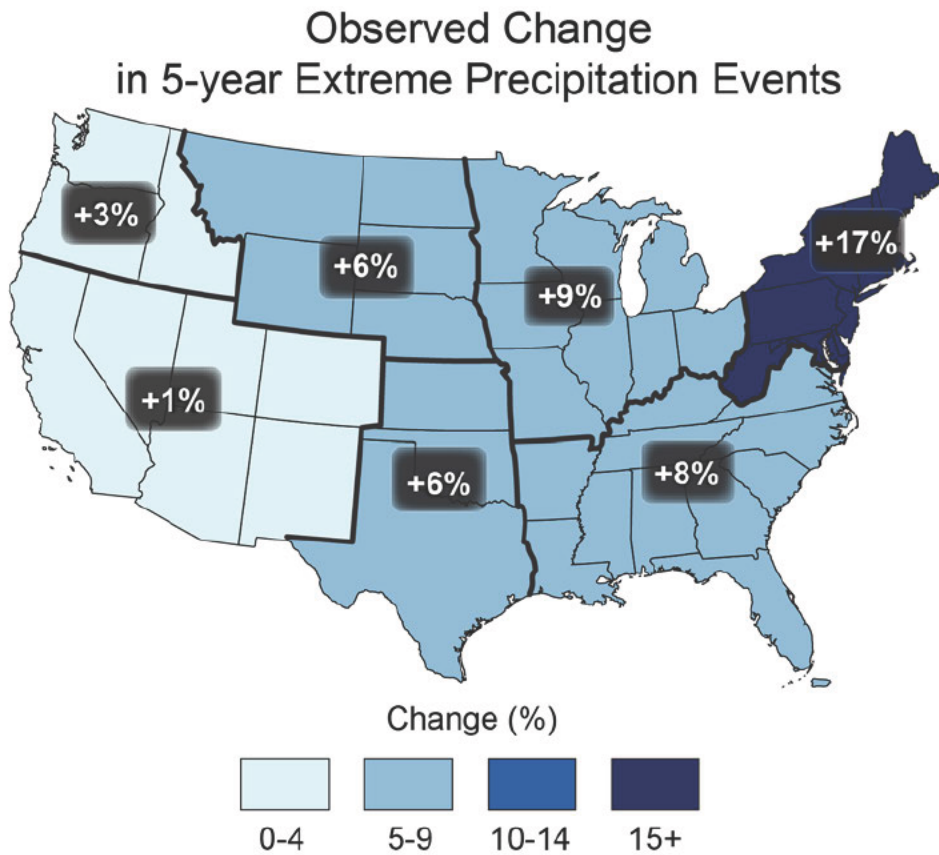 Observed Change
in 5-year Extreme Precipitation Events
+3%
+6%
+9%
+17%
+1%
+6%
+8%
Change (%)
0-4 5-9 10-14 15+